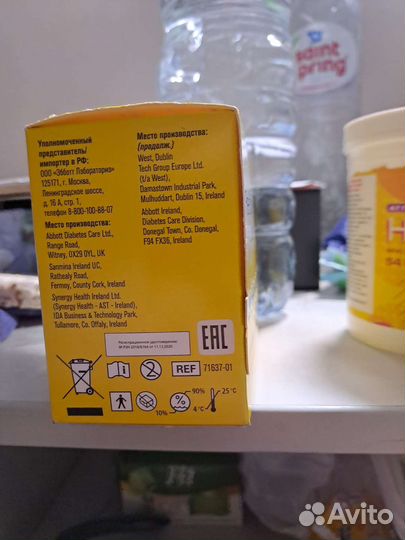 Уполномоченный
представитель/
импортер в РФ:
ООО «Эбботт Лэбораториз»
125171, г. Москва,
Ленинградское шоссе,
д. 16 А, стр. 1,
телефон 8-800-100-88-07
Место производства:
Abbott Diabetes Care Ltd.
Range Road,
Witney, OX29 0YL, UK
Sanmina Ireland UC,
Rathealy Road,
Fermoy, County Cork, Ireland
Synergy Health Ireland Ltd.
(Synergy Health - AST - Ireland),
IDA Business & Technology Park,
Tullamore, Co. Offaly, Ireland
Место производства:
(продолж.)
West, Dublin
Tech Group Europe Ltd.
(t/a West),
Damastown Industrial Park,
Mulhuddart, Dublin 15, Ireland
Abbott Ireland,
Diabetes Care Division,
Donegal Town, Co. Donegal,
F94 FK36, Ireland
Регистрационное удостоверение
EAC
REF 71637-01
90%
10%
25 °C
4 °C
saint
spring
Avito